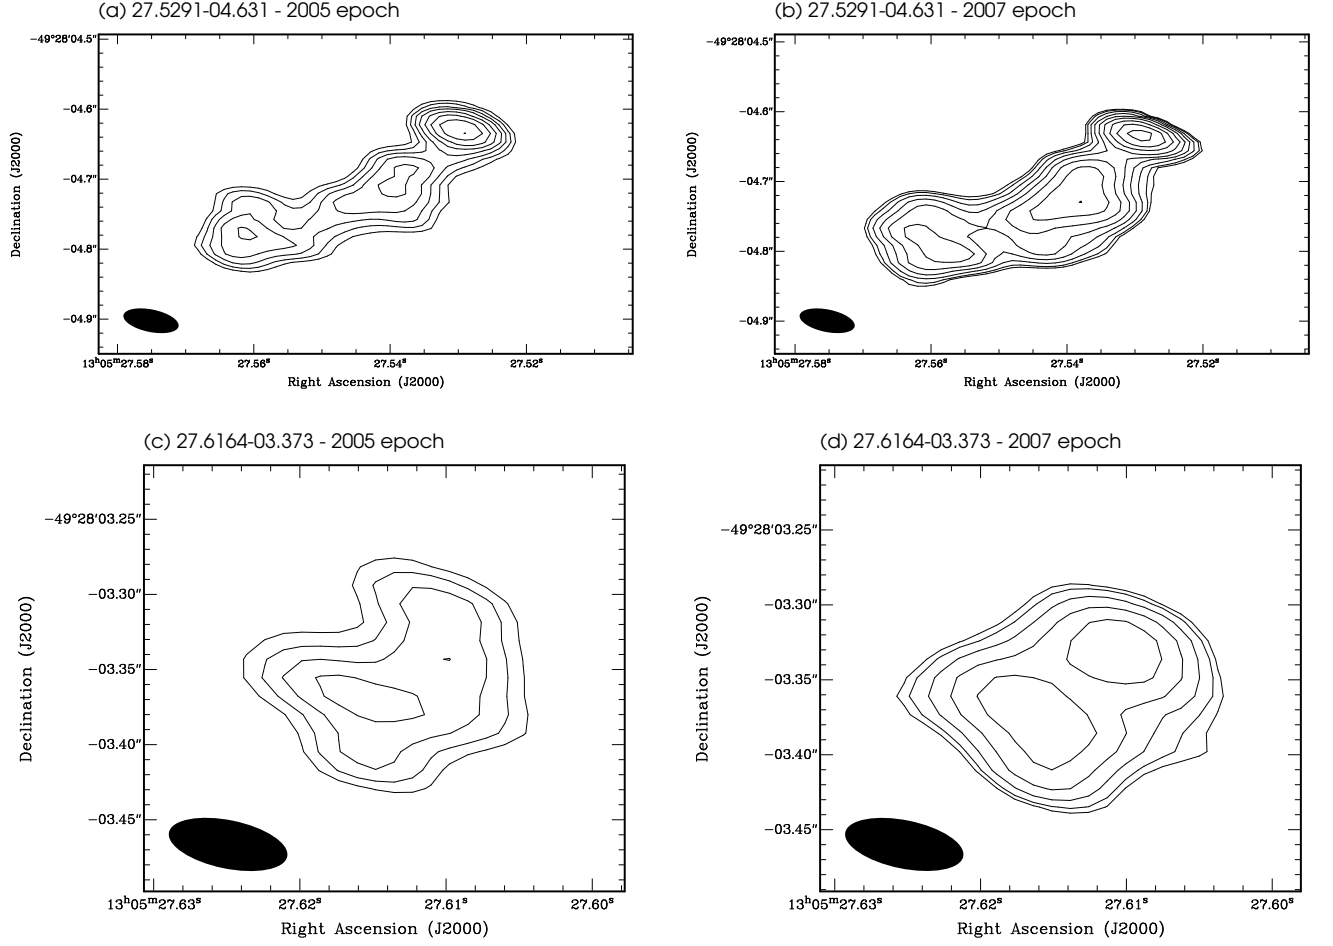 (a) 27.5291-04.631 - 2005 epoch
(b) 27.5291-04.631 - 2007 epoch
−49°28′04.5″
−04.6″
−04.7″
−04.8″
−04.9″
Declination (J2000)
13ʰ05ᵐ27.58ˢ
27.56ˢ
27.54ˢ
27.52ˢ
Right Ascension (J2000)
−49°28′04.5″
−04.6″
−04.7″
−04.8″
−04.9″
Declination (J2000)
13ʰ05ᵐ27.58ˢ
27.56ˢ
27.54ˢ
27.52ˢ
Right Ascension (J2000)
(c) 27.6164-03.373 - 2005 epoch
(d) 27.6164-03.373 - 2007 epoch
−49°28′03.25″
−03.30″
−03.35″
−03.40″
−03.45″
Declination (J2000)
13ʰ05ᵐ27.63ˢ
27.62ˢ
27.61ˢ
27.60ˢ
Right Ascension (J2000)
−49°28′03.25″
−03.30″
−03.35″
−03.40″
−03.45″
Declination (J2000)
13ʰ05ᵐ27.63ˢ
27.62ˢ
27.61ˢ
27.60ˢ
Right Ascension (J2000)